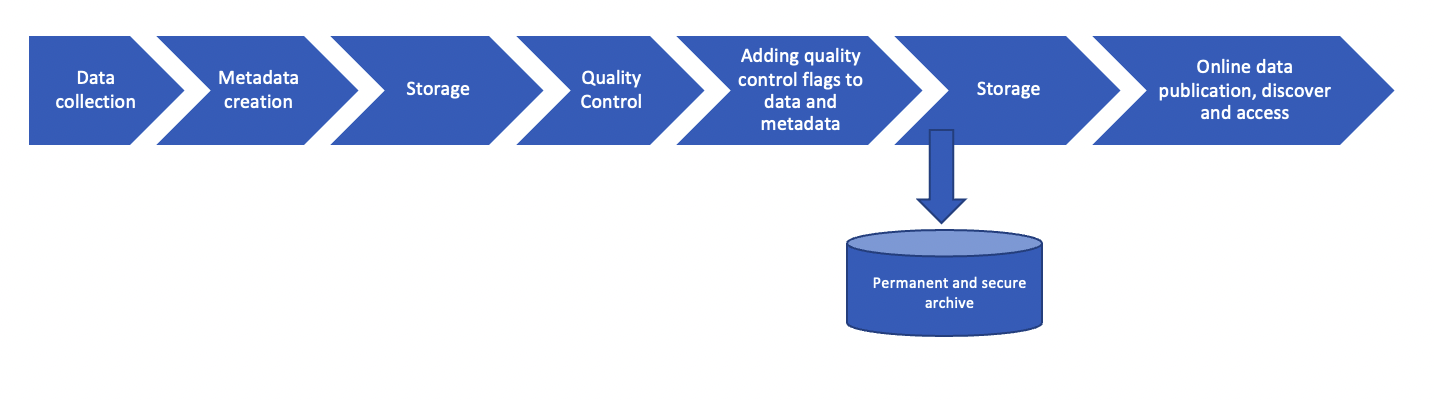 Data
collection
Metadata
creation
Storage
Quality
Control
Adding quality
control flags to
data and
metadata
Storage
Online data
publication, discover
and access
Permanent and secure
archive